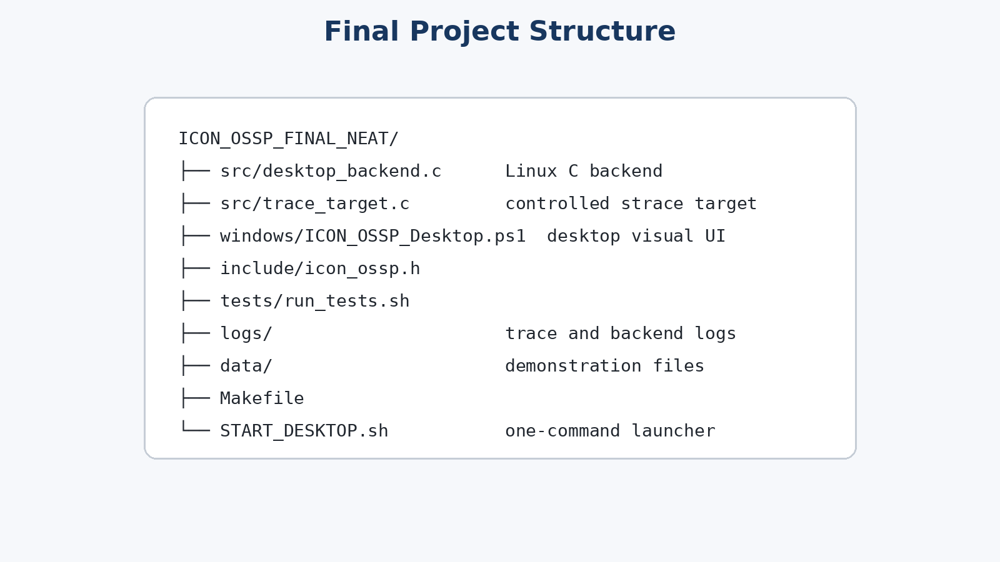 Final Project Structure
ICON_OSSP_FINAL_NEAT/
├── src/desktop_backend.c      Linux C backend
├── src/trace_target.c         controlled strace target
├── windows/ICON_OSSP_Desktop.ps1  desktop visual UI
├── include/icon_ossp.h
├── tests/run_tests.sh
├── logs/                      trace and backend logs
├── data/                      demonstration files
├── Makefile
└── START_DESKTOP.sh           one-command launcher